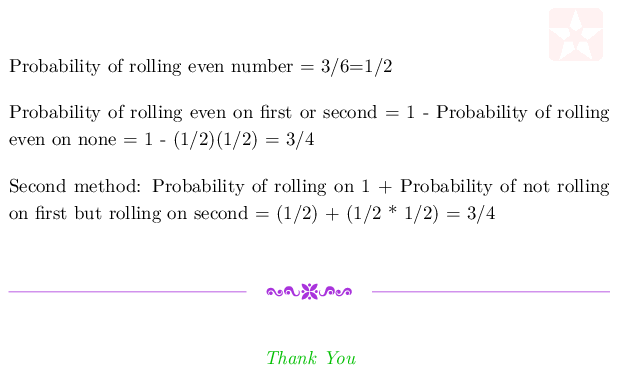 Probability of rolling even number = 3/6=1/2
Probability of rolling even on first or second = 1 - Probability of rolling
even on none = 1 - (1/2)(1/2) = 3/4
Second method: Probability of rolling on 1 + Probability of not rolling
on first but rolling on second = (1/2) + (1/2 * 1/2) = 3/4
Thank You